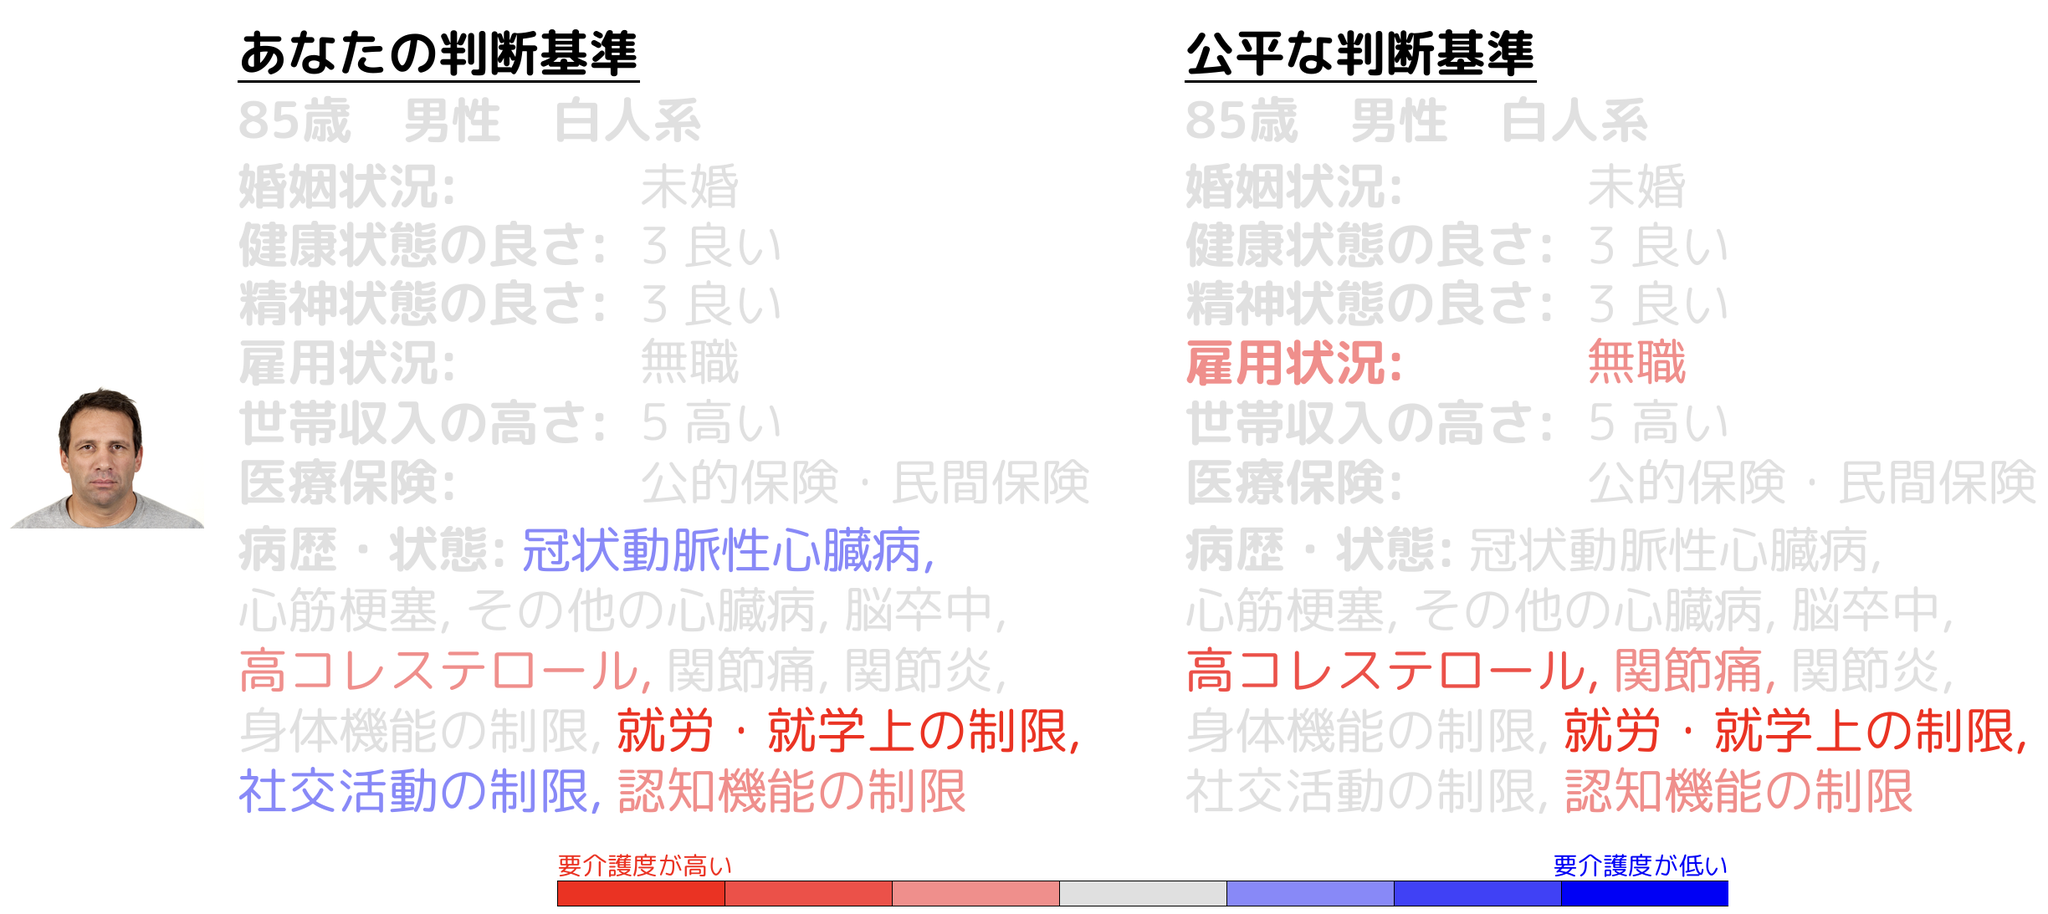 あなたの判断基準
85歳　男性　白人系
婚姻状況: 未婚
健康状態の良さ: 3 良い
精神状態の良さ: 3 良い
雇用状況: 無職
世帯収入の高さ: 5 高い
医療保険: 公的保険・民間保険
病歴・状態: 冠状動脈性心臓病,
心筋梗塞, その他の心臓病, 脳卒中,
高コレステロール, 関節痛, 関節炎,
身体機能の制限, 就労・就学上の制限,
社交活動の制限, 認知機能の制限
公平な判断基準
85歳　男性　白人系
婚姻状況: 未婚
健康状態の良さ: 3 良い
精神状態の良さ: 3 良い
雇用状況: 無職
世帯収入の高さ: 5 高い
医療保険: 公的保険・民間保険
病歴・状態: 冠状動脈性心臓病,
心筋梗塞, その他の心臓病, 脳卒中,
高コレステロール, 関節痛, 関節炎,
身体機能の制限, 就労・就学上の制限,
社交活動の制限, 認知機能の制限
要介護度が高い
要介護度が低い